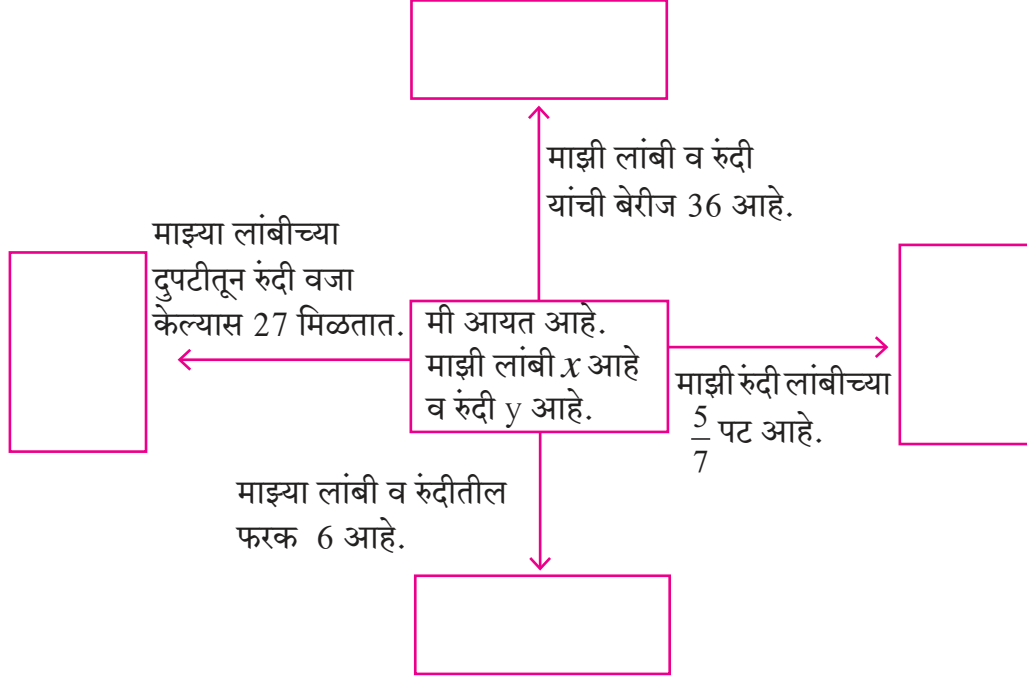 माझी लांबी व रुंदी
यांची बेरीज 36 आहे.
माझ्या लांबीच्या
दुपटीतून रुंदी वजा
केल्यास 27 मिळतात.
मी आयत आहे.
माझी लांबी x आहे
व रुंदी y आहे.
माझी रुंदी लांबीच्या
5/7 पट आहे.
माझ्या लांबी व रुंदीतील
फरक 6 आहे.